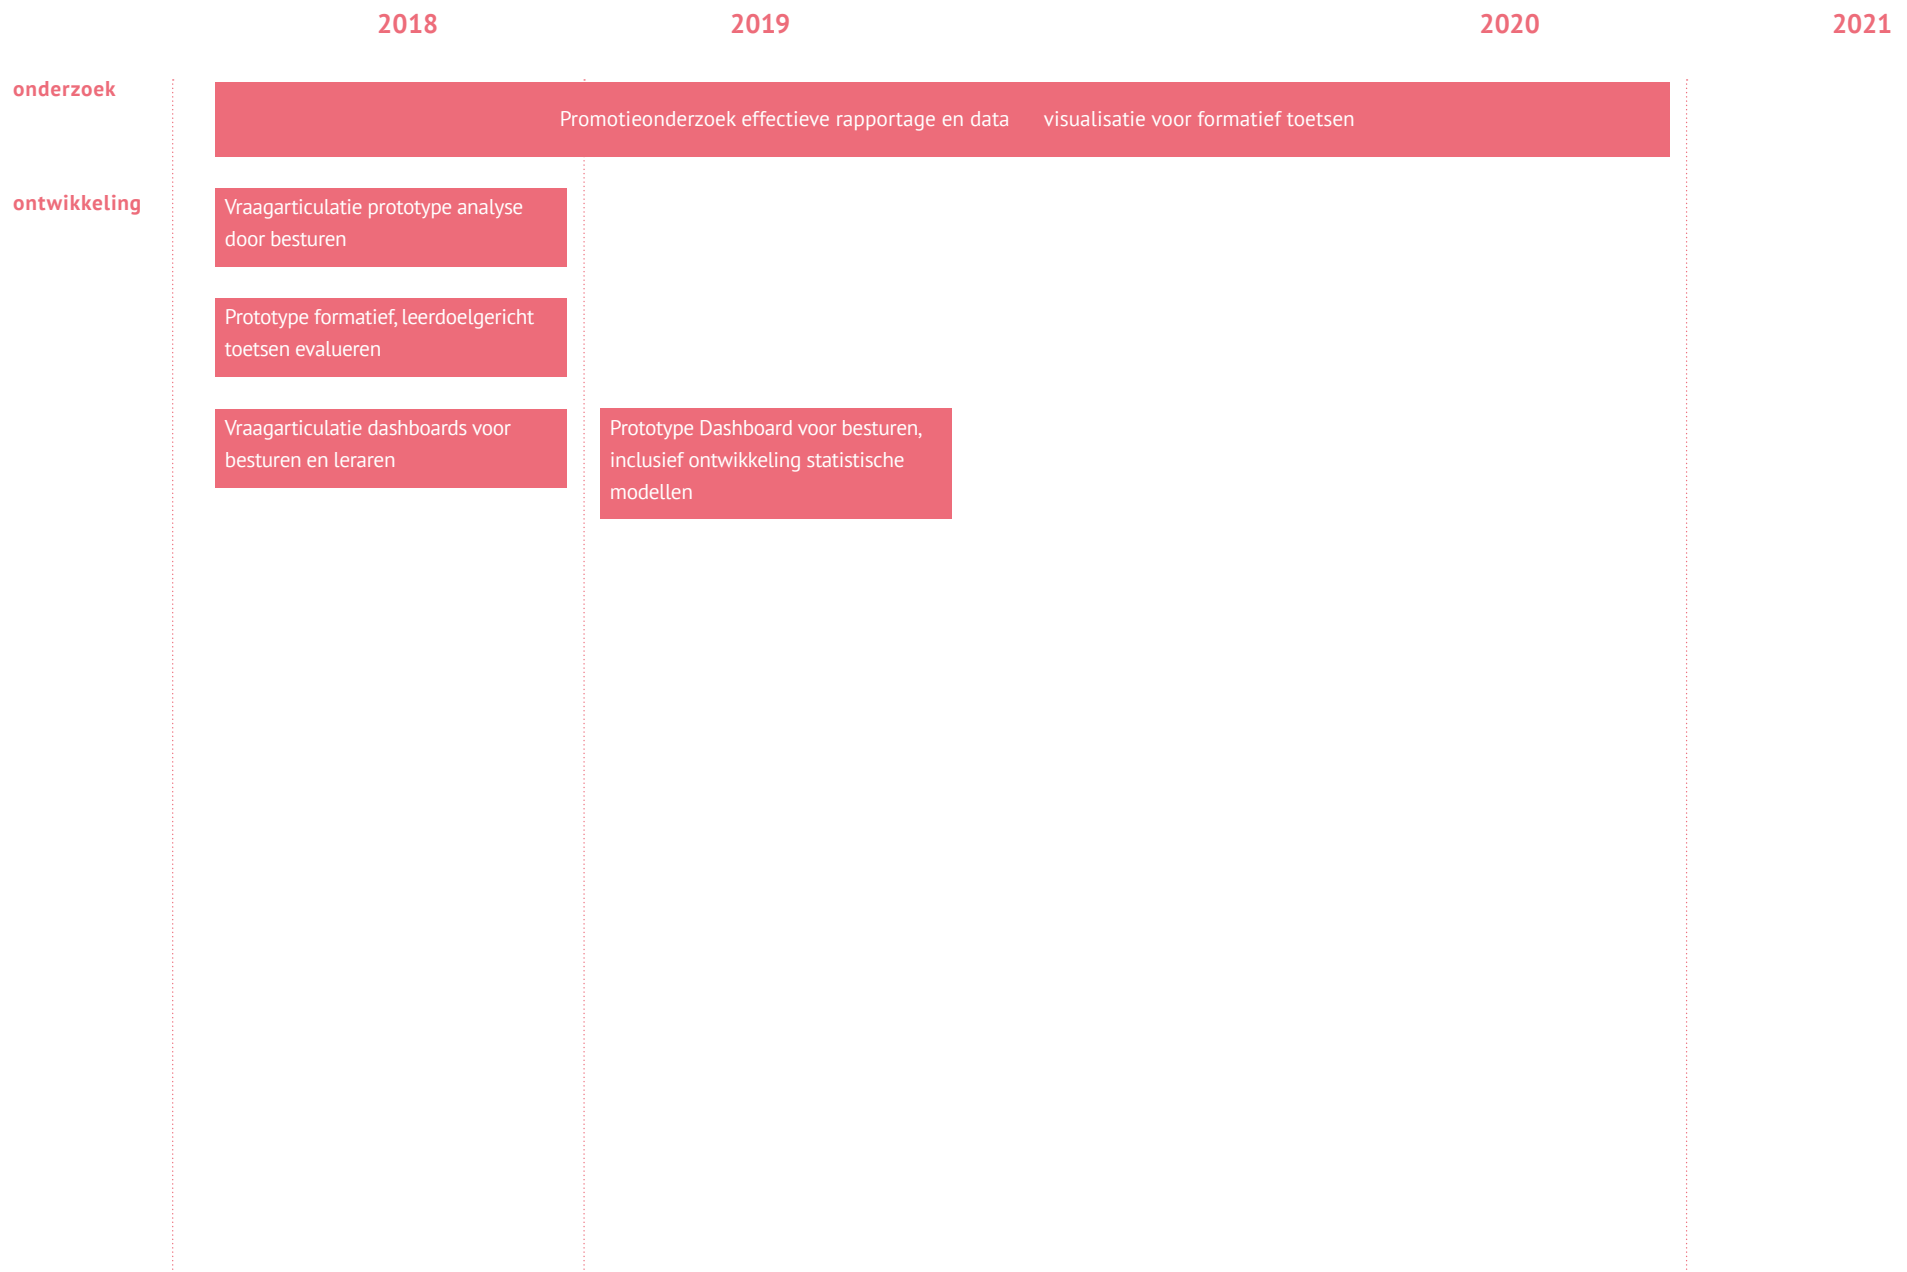 2018 2019 2020 2021
onderzoek
Promotieonderzoek effectieve rapportage en data visualisatie voor formatief toetsen
ontwikkeling
Vraagarticulatie prototype analyse
door besturen
Prototype formatief, leerdoelgericht
toetsen evalueren
Vraagarticulatie dashboards voor
besturen en leraren
Prototype Dashboard voor besturen,
inclusief ontwikkeling statistische
modellen